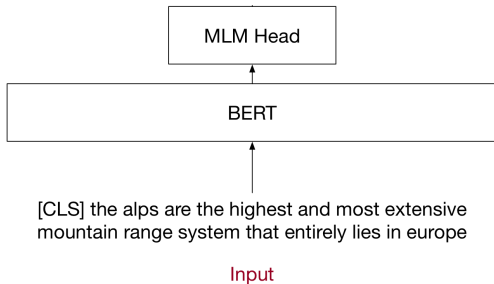 MLM Head
BERT
[CLS] the alps are the highest and most extensive
mountain range system that entirely lies in europe
Input